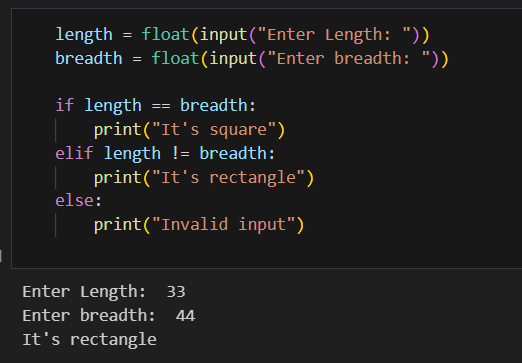 length = float(input("Enter Length: "))
breadth = float(input("Enter breadth: "))
if length == breadth:
print("It's square")
elif length != breadth:
print("It's rectangle")
else:
print("Invalid input")
Enter Length:  33
Enter breadth:  44
It's rectangle